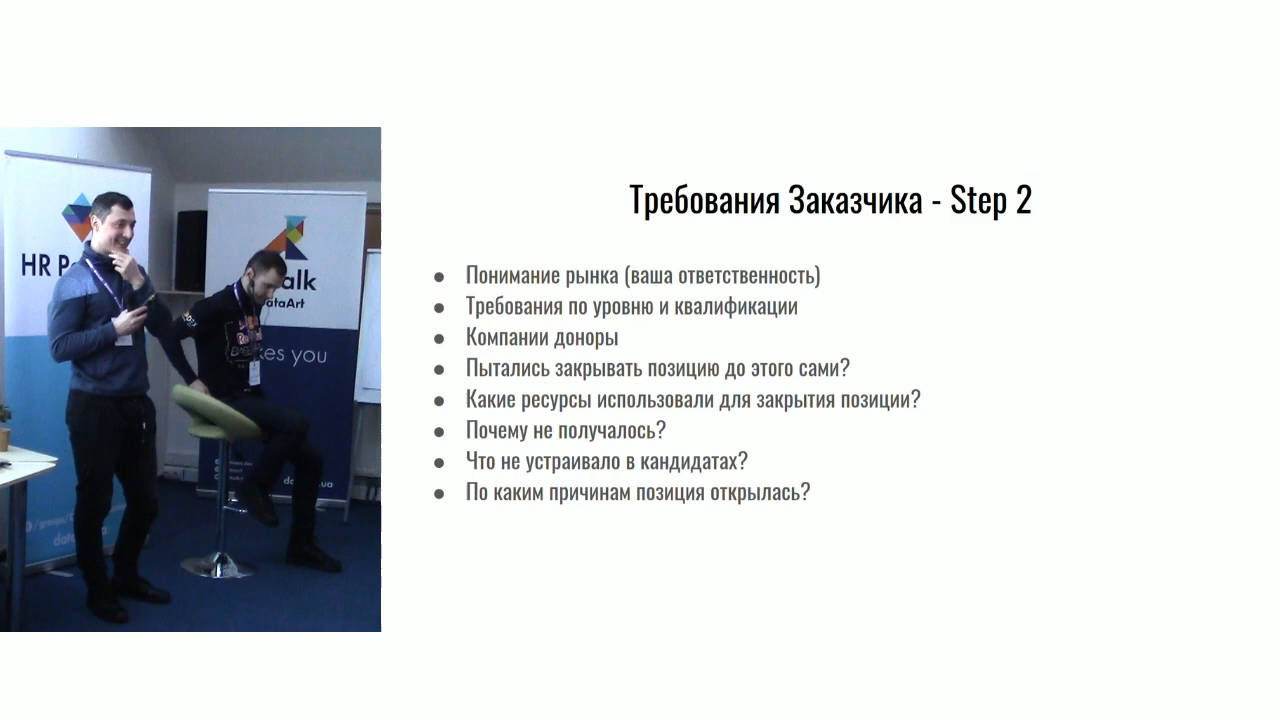 Требования Заказчика - Step 2
● Понимание рынка (ваша ответственность)
● Требования по уровню и квалификации
● Компании доноры
● Пытались закрывать позицию до этого сами?
● Какие ресурсы использовали для закрытия позиции?
● Почему не получалось?
● Что не устраивало в кандидатах?
● По каким причинам позиция открылась?
HR
alk
DataArt
kes you